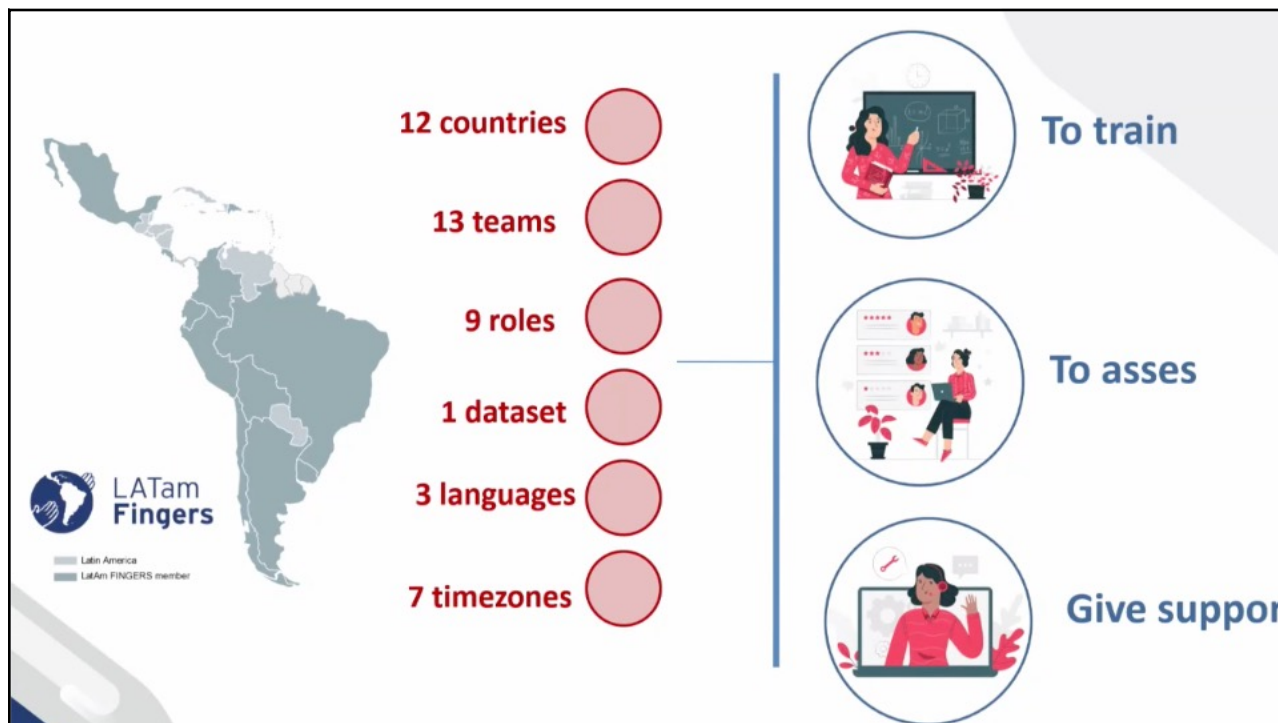 12 countries
13 teams
9 roles
1 dataset
3 languages
7 timezones
To train
To asses
Give suppor
LATam
Fingers
Latin America
LatAm FINGERS member